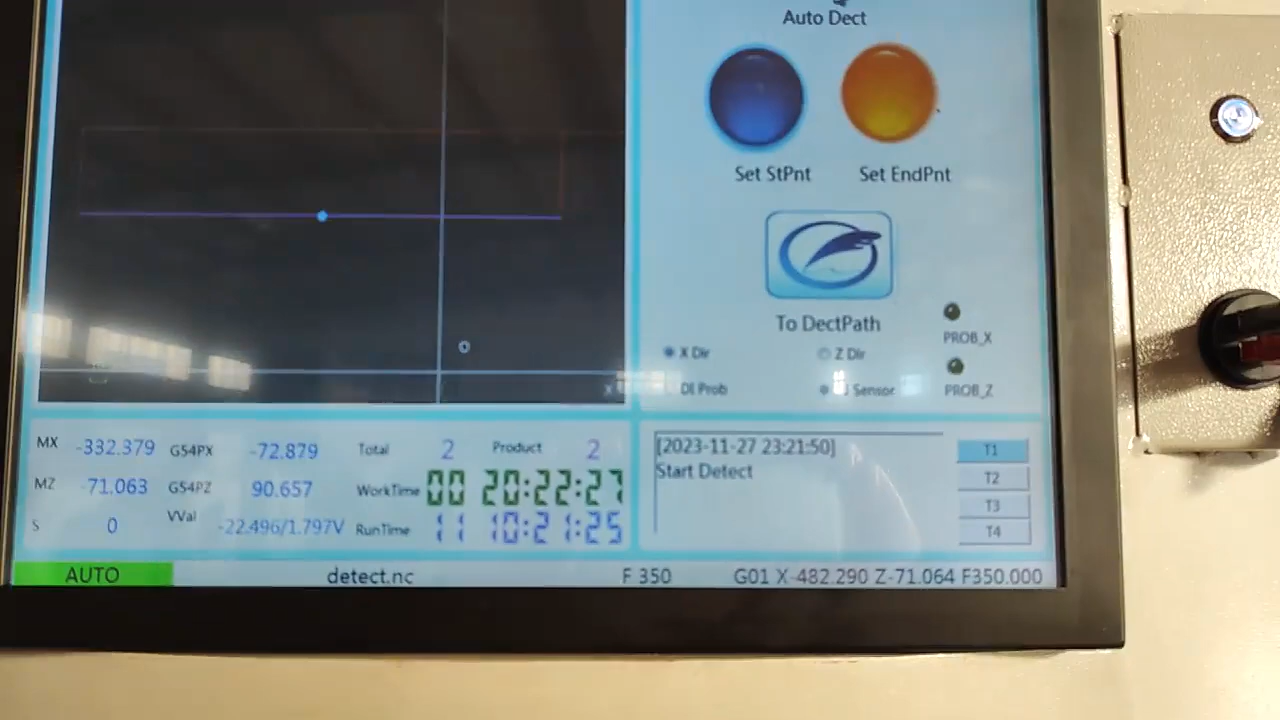 Auto Dect
Set StPnt Set EndPnt
To DectPath
PROB_X
X Dir Z Dir
PROB_Z
DI Prob Sensor
X
MX -332.379 G54PX -72.879 Total 2 Product 2
MZ -71.063 G54PZ 90.657 WorkTime 00 20:22:27
S 0 VVal -22.496/1.797V RunTime 11 10:21:25
[2023-11-27 23:21:50]
Start Detect
T1
T2
T3
T4
AUTO detect.nc F 350 G01 X-482.290 Z-71.064 F350.000